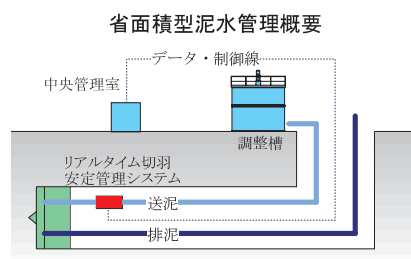 省面積型泥水管理概要
データ・制御線
中央管理室
調整槽
リアルタイム切羽
安定管理システム
送泥
排泥